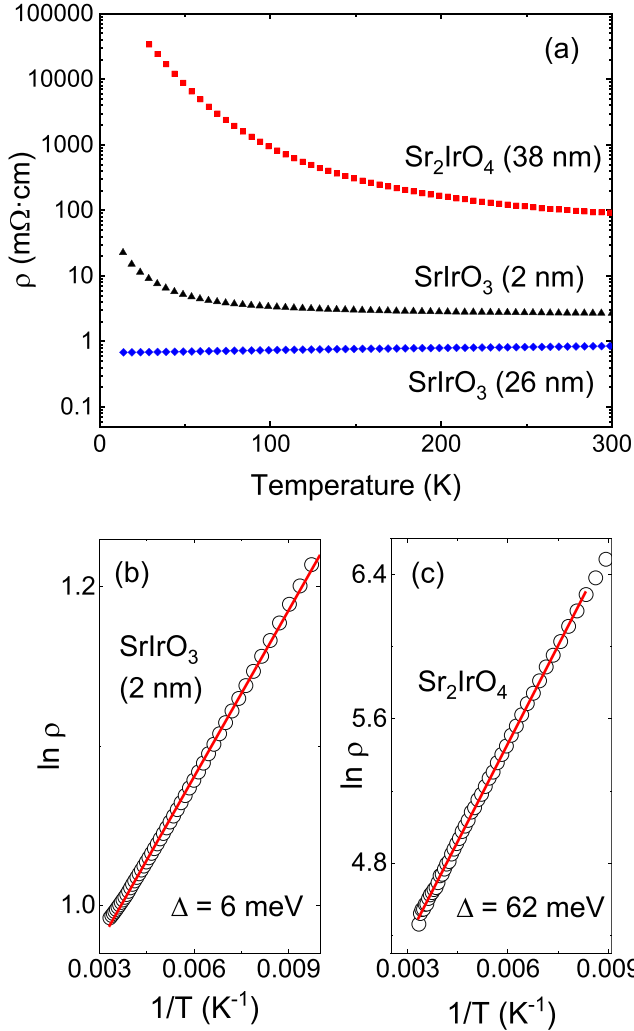 100000
(a)
10000
1000
Sr₂IrO₄ (38 nm)
ρ (mΩ·cm)
100
SrIrO₃ (2 nm)
10
1
SrIrO₃ (26 nm)
0.1
0 100 200 300
Temperature (K)
(b)
1.2
SrIrO₃
(2 nm)
ln ρ
1.0
Δ = 6 meV
0.003 0.006 0.009
1/T (K⁻¹)
(c)
6.4
Sr₂IrO₄
5.6
ln ρ
4.8
Δ = 62 meV
0.003 0.006 0.009
1/T (K⁻¹)